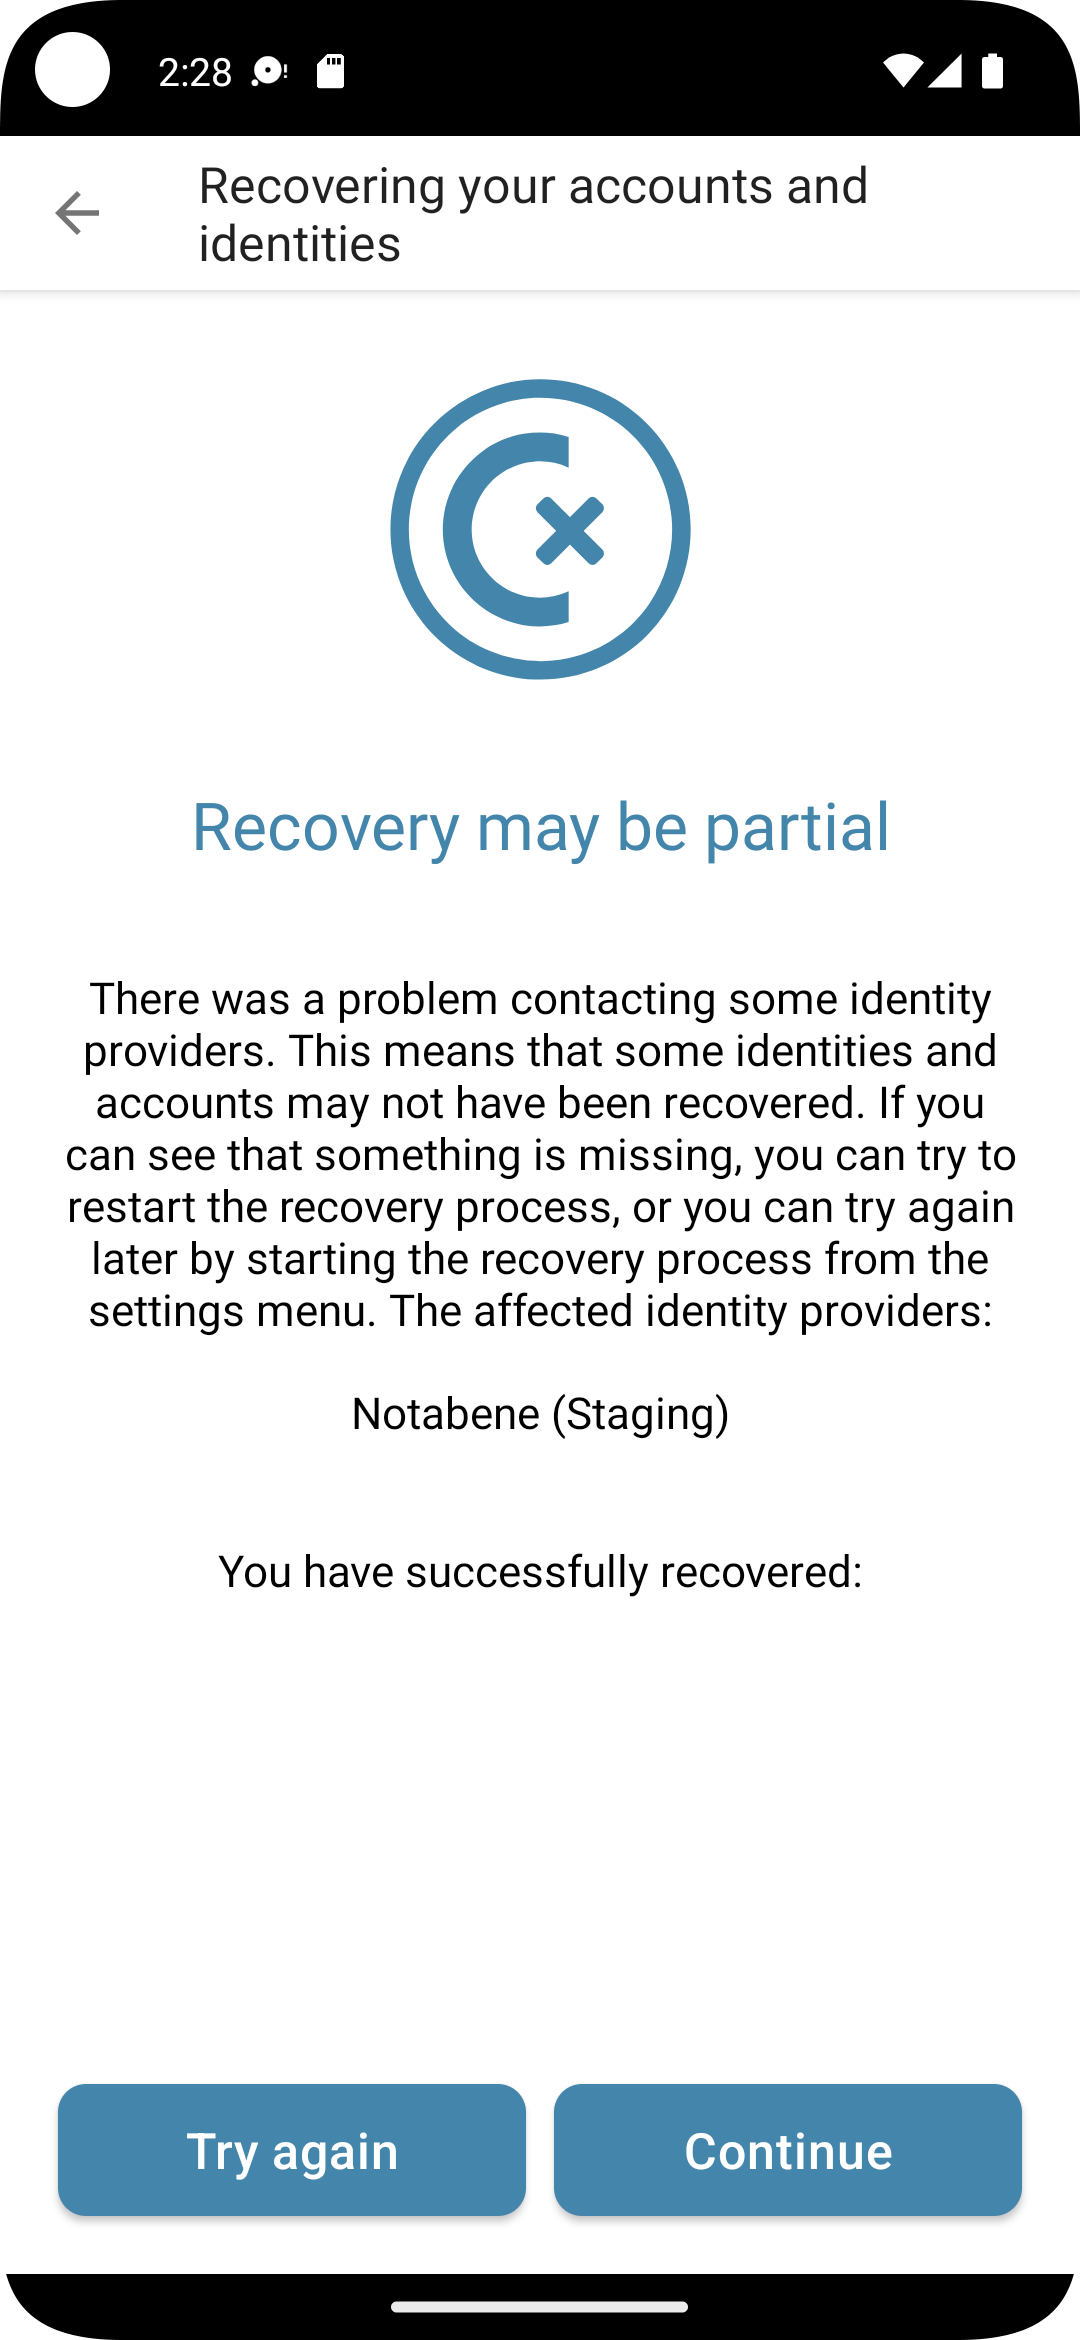 2:28
Recovering your accounts and
identities
Recovery may be partial
There was a problem contacting some identity
providers. This means that some identities and
accounts may not have been recovered. If you
can see that something is missing, you can try to
restart the recovery process, or you can try again
later by starting the recovery process from the
settings menu. The affected identity providers:
Notabene (Staging)
You have successfully recovered:
Try again
Continue